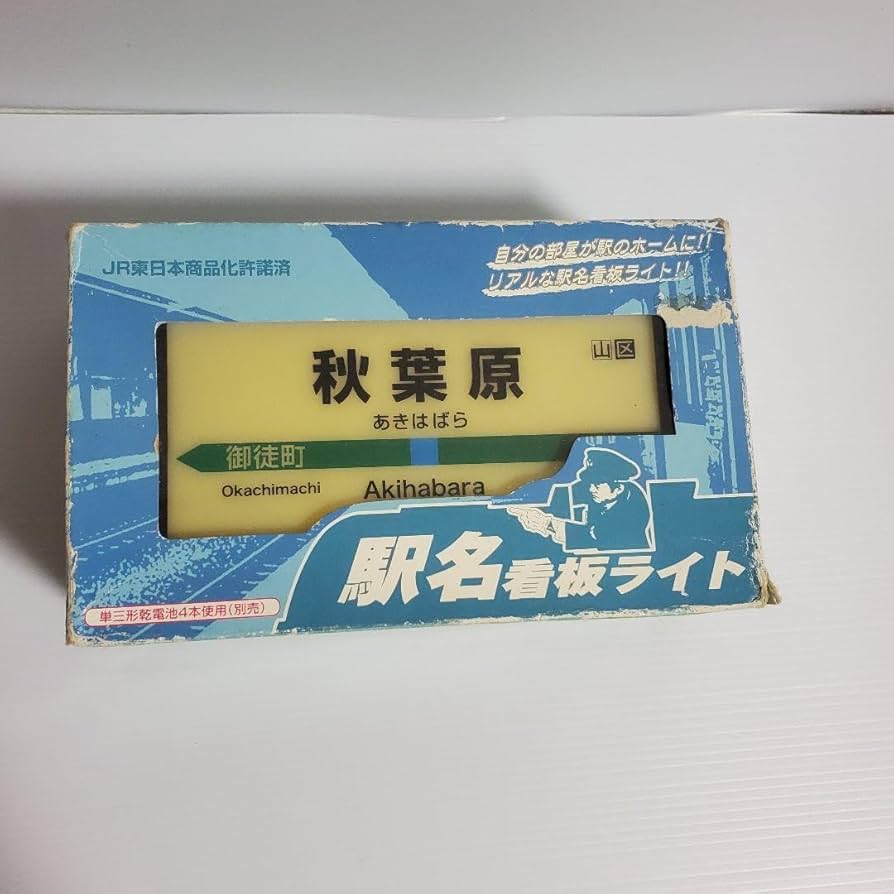 JR東日本商品化許諾済
自分の部屋が駅のホームに!!
リアルな駅名看板ライト!!
秋葉原
山区
あきはばら
御徒町
Okachimachi
Akihabara
駅名看板ライト
単三形乾電池4本使用(別売)